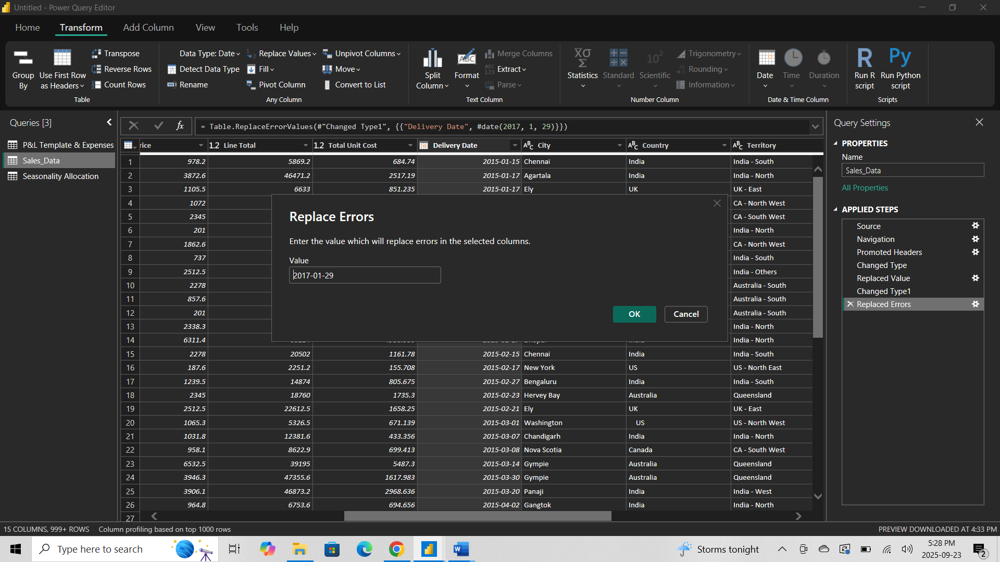 Untitled - Power Query Editor
Home Transform Add Column View Tools Help
Group By
Use First Row as Headers
Transpose
Reverse Rows
Count Rows
Table
Data Type: Date
Detect Data Type
Rename
Replace Values
Fill
Pivot Column
Unpivot Columns
Move
Convert to List
Any Column
Split Column
Format
Merge Columns
Extract
Parse
Text Column
Statistics
Standard
Scientific
Trigonometry
Rounding
Information
Number Column
Date
Time
Duration
Date & Time Column
Run R script
Run Python script
Scripts
Queries [3]
P&L Template & Expenses
Sales_Data
Seasonality Allocation
= Table.ReplaceErrorValues(#"Changed Type1", {{"Delivery Date", #date(2017, 1, 29)}})
rice 1.2 Line Total 1.2 Total Unit Cost Delivery Date ABC City ABC Country ABC Territory
1 978.2 5869.2 684.74 2015-01-15 Chennai India India - South
2 3872.6 46471.2 2517.19 2015-01-17 Agartala India India - North
3 1105.5 6633 851.235 2015-01-17 Ely UK UK - East
4 1072 CA - North West
5 2345 CA - South West
6 201 India - North
7 1862.6 CA - North West
8 737 India - South
9 2512.5 India - Others
10 2278 Australia - South
11 857.6 Australia - South
12 201 Australia - South
13 2338.3 India - North
14 6311.4 India - North
15 2278 20502 1161.78 2015-02-15 Chennai India India - South
16 187.6 2251.2 155.708 2015-02-17 New York US US - North East
17 1239.5 14874 805.675 2015-02-27 Bengaluru India India - South
18 2345 18760 1735.3 2015-02-23 Hervey Bay Australia Queensland
19 2512.5 22612.5 1658.25 2015-02-21 Ely UK UK - East
20 1065.3 5326.5 671.139 2015-03-01 Washington US US - North West
21 1031.8 12381.6 433.356 2015-03-07 Chandigarh India India - North
22 958.1 8622.9 699.413 2015-03-08 Nova Scotia Canada CA - South West
23 6532.5 39195 5487.3 2015-03-14 Gympie Australia Queensland
24 3946.3 47355.6 1617.983 2015-03-30 Gympie Australia Queensland
25 3906.1 46873.2 2968.636 2015-03-20 Panaji India India - West
26 964.8 6753.6 694.656 2015-04-02 Gangtok India India - North
27
Replace Errors
Enter the value which will replace errors in the selected columns.
Value
2017-01-29
OK Cancel
Query Settings
PROPERTIES
Name
Sales_Data
All Properties
APPLIED STEPS
Source
Navigation
Promoted Headers
Changed Type
Replaced Value
Changed Type1
Replaced Errors
15 COLUMNS, 999+ ROWS Column profiling based on top 1000 rows
PREVIEW DOWNLOADED AT 4:33 PM
Type here to search
Storms tonight
5:28 PM
2025-09-23
2